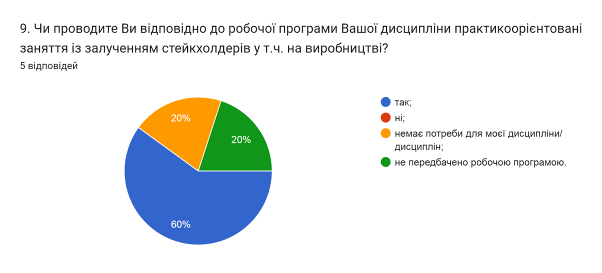 9. Чи проводите Ви відповідно до робочої програми Вашої дисципліни практикоорієнтовані
заняття із залученням стейкхолдерів у т.ч. на виробництві?
5 відповідей
так;
ні;
немає потреби для моєї дисципліни/
дисциплін;
не передбачено робочою програмою.
20%
20%
60%